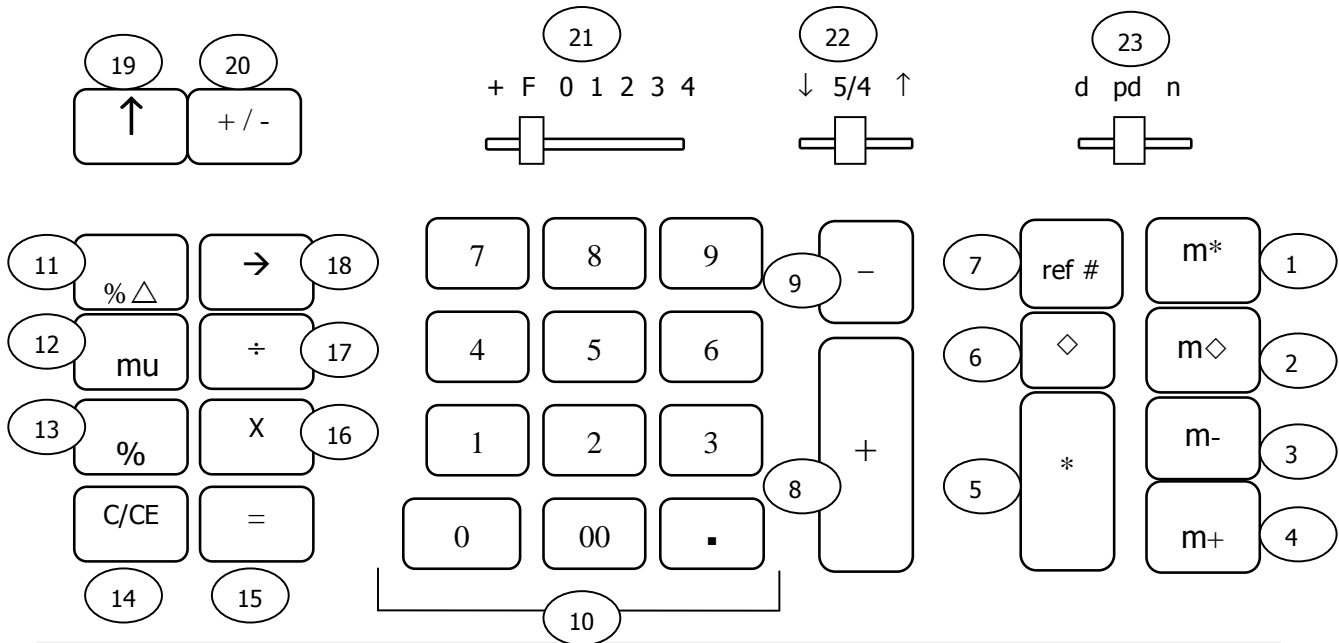 21 22 23
19 20
+ F 0 1 2 3 4 ↓ 5/4 ↑ d pd n
↑ + / -
11 % △ → 18 7 8 9 9 − 7 ref # m* 1
12 mu ÷ 17 4 5 6 6 ◇ m◇ 2
13 % X 16 1 2 3 8 + 5 * m- 3
C/CE = 0 00 . m+ 4
14 15 10